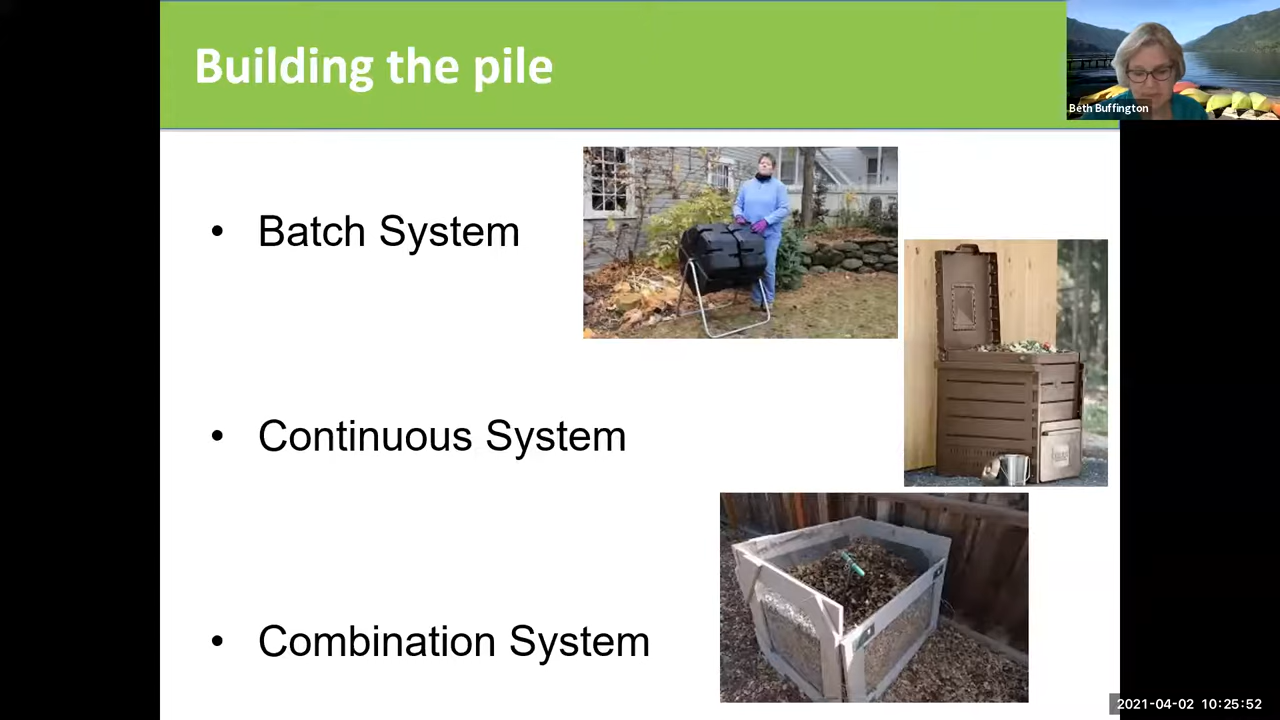 Building the pile
Beth Buffington
• Batch System
• Continuous System
• Combination System
2021-04-02 10:25:52